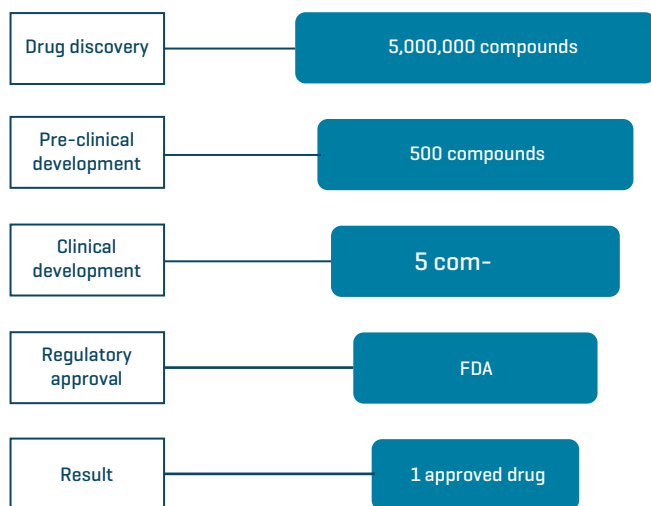 Drug discovery
5,000,000 compounds
Pre-clinical
development
500 compounds
Clinical
development
5 com-
Regulatory
approval
FDA
Result
1 approved drug